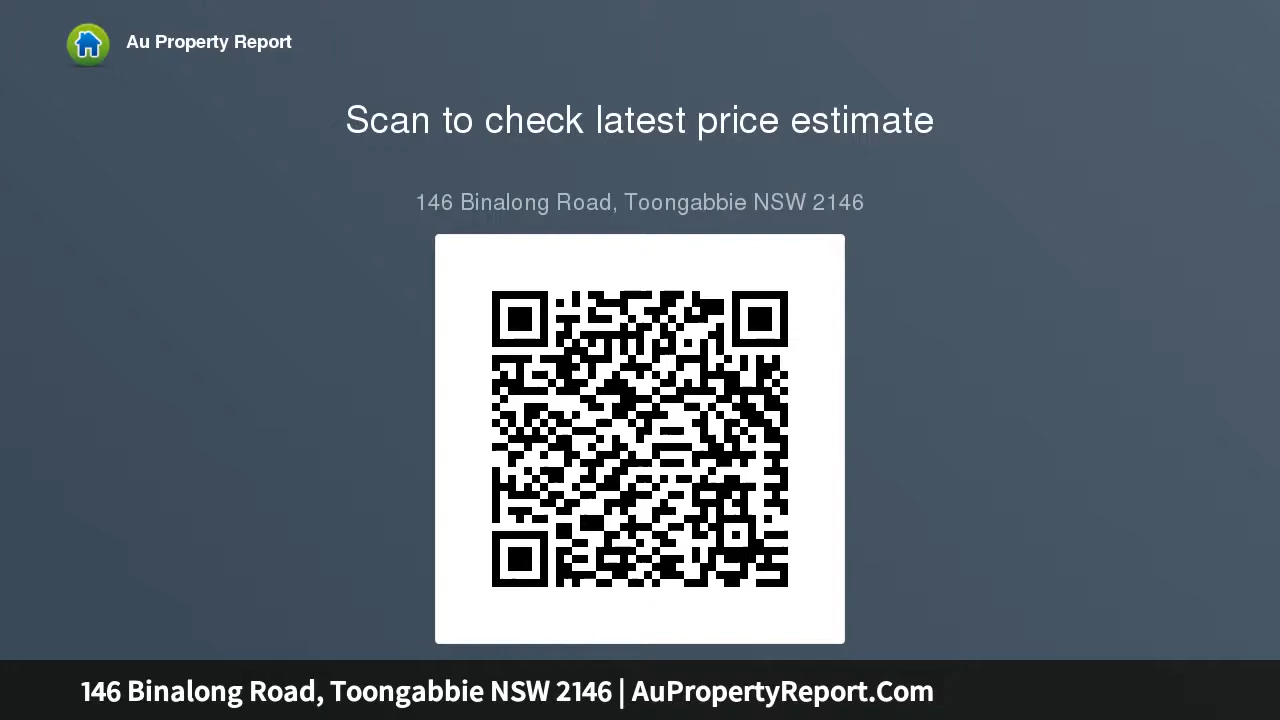 Au Property Report
Scan to check latest price estimate
146 Binalong Road, Toongabbie NSW 2146
146 Binalong Road, Toongabbie NSW 2146 | AuPropertyReport.Com